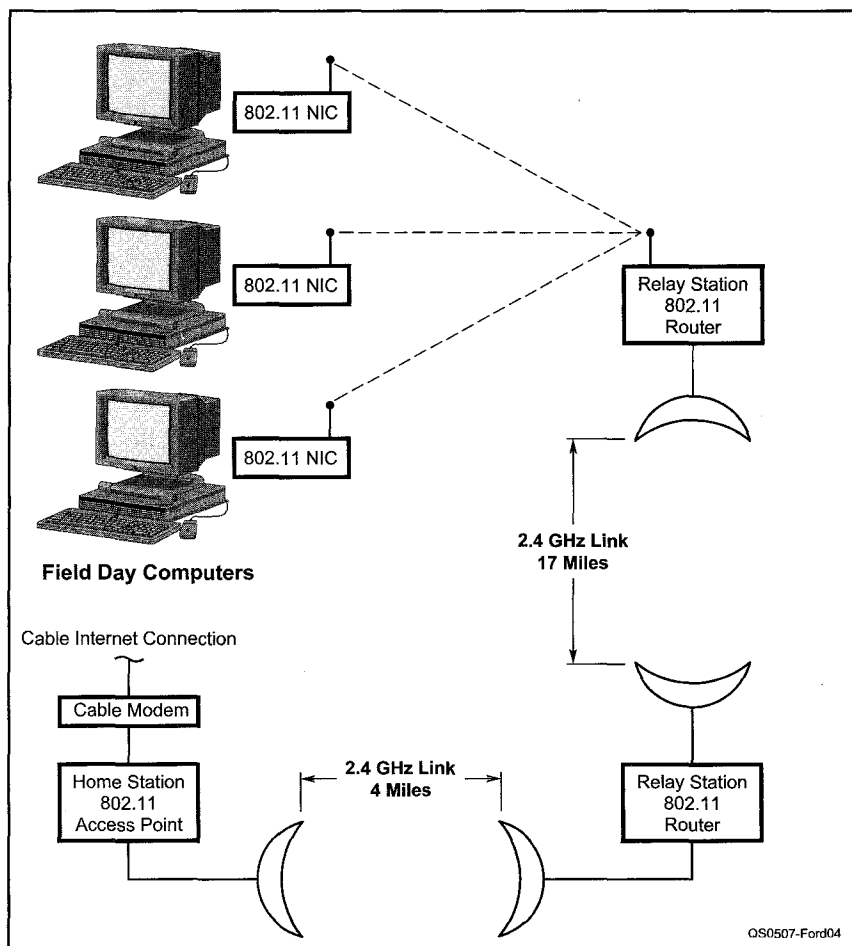 802.11 NIC
802.11 NIC
Relay Station
802.11
Router
802.11 NIC
2.4 GHz Link
17 Miles
Field Day Computers
Cable Internet Connection
Cable Modem
Home Station
802.11
Access Point
2.4 GHz Link
4 Miles
Relay Station
802.11
Router
QS0507-Ford04